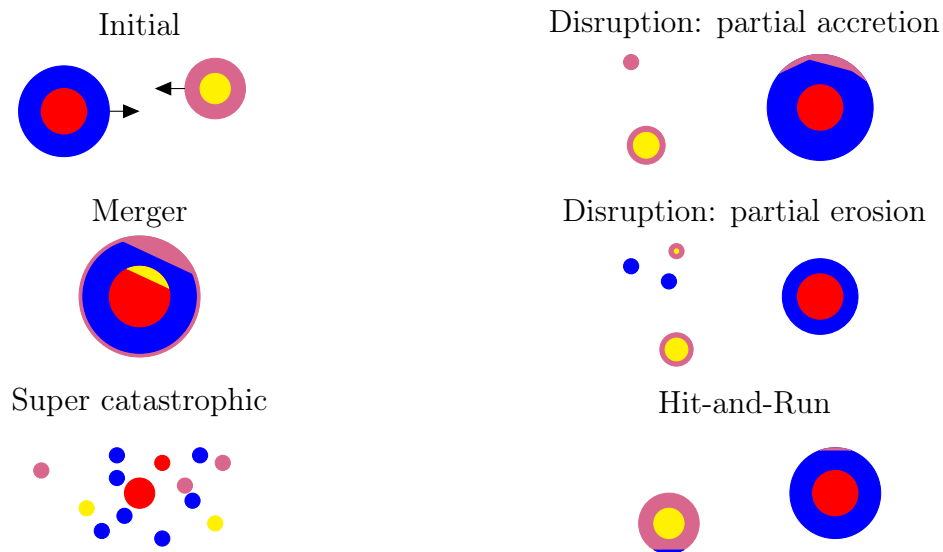 Initial
Disruption: partial accretion
Merger
Disruption: partial erosion
Super catastrophic
Hit-and-Run